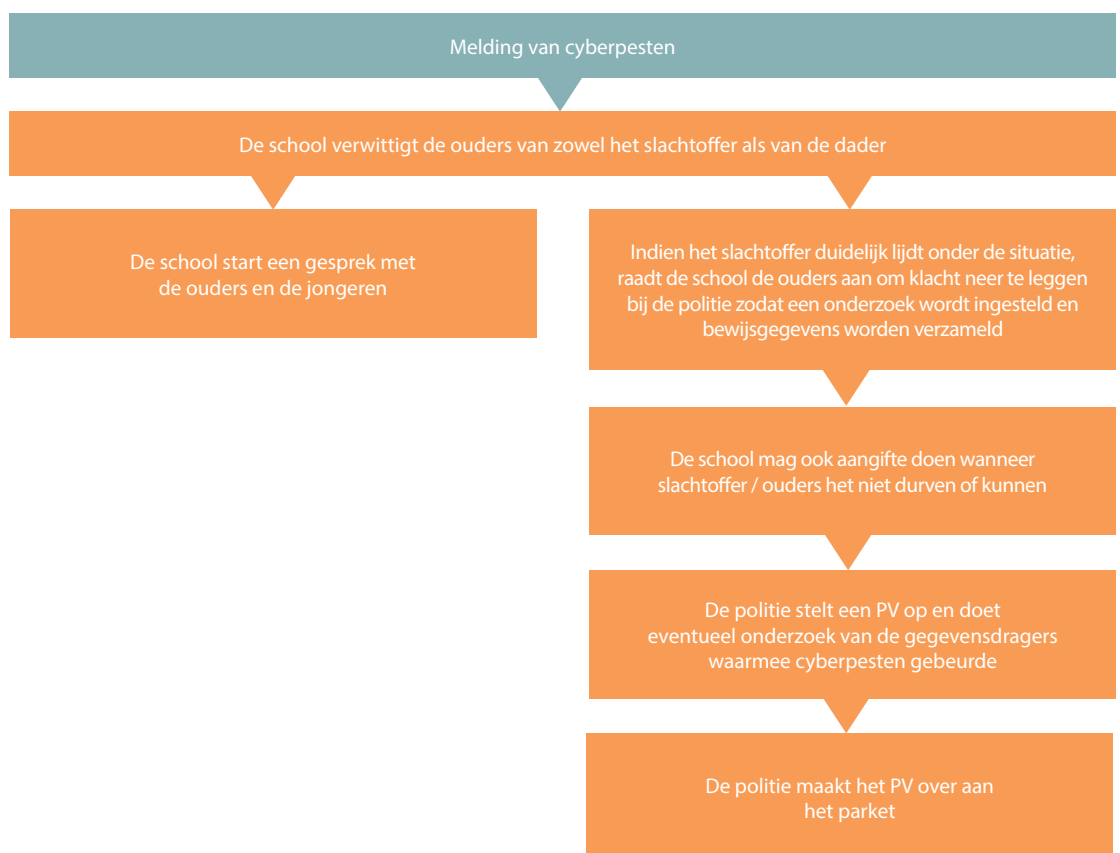 Melding van cyberpesten
De school verwittigt de ouders van zowel het slachtoffer als van de dader
De school start een gesprek met
de ouders en de jongeren
Indien het slachtoffer duidelijk lijdt onder de situatie,
raadt de school de ouders aan om klacht neer te leggen
bij de politie zodat een onderzoek wordt ingesteld en
bewijsgegevens worden verzameld
De school mag ook aangifte doen wanneer
slachtoffer / ouders het niet durven of kunnen
De politie stelt een PV op en doet
eventueel onderzoek van de gegevensdragers
waarmee cyberpesten gebeurde
De politie maakt het PV over aan
het parket